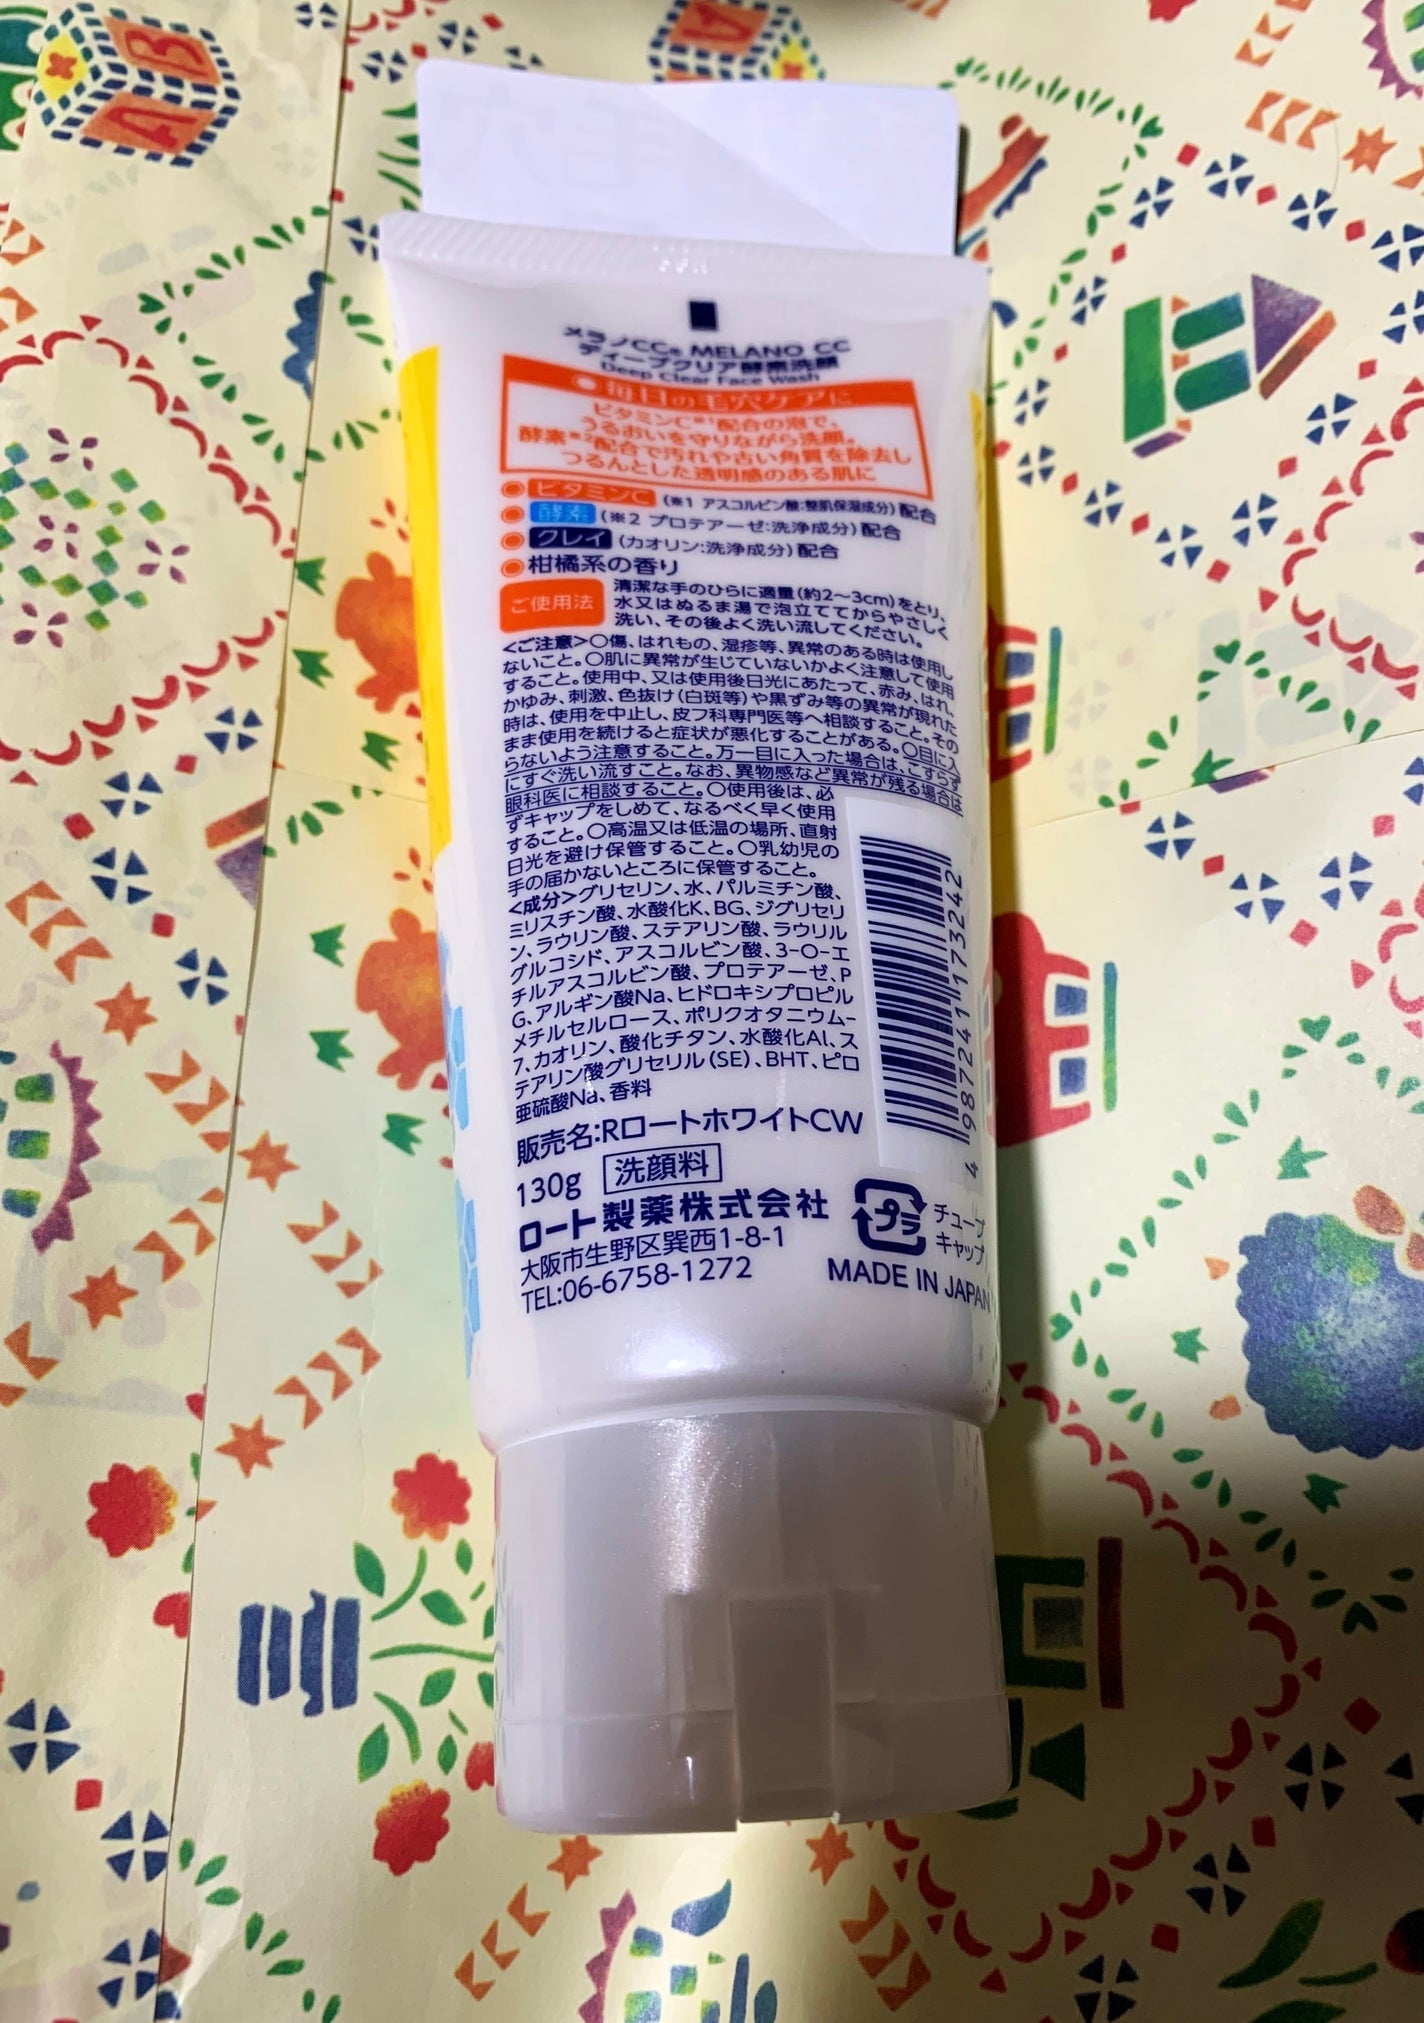 メラノCC® MELANO CC
ディープクリア酵素洗顔
Deep Clear Face Wash
毎日の毛穴ケアに
ビタミンC※1配合の泡で、
うるおいを守りながら洗顔。
酵素※2配合で汚れや古い角質を除去し
つるんとした透明感のある肌に
ビタミンC (※1 アスコルビン酸:整肌保湿成分)配合
酵素 (※2 プロテアーゼ:洗浄成分)配合
クレイ (カオリン:洗浄成分)配合
柑橘系の香り
ご使用法
清潔な手のひらに適量(約2〜3cm)をとり、
水又はぬるま湯で泡立ててからやさしく
洗い、その後よく洗い流してください。
<ご注意>○傷、はれもの、湿疹等、異常のある時は使用し
ないこと。○肌に異常が生じていないかよく注意して使用
すること。使用中、又は使用後日光にあたって、赤み、はれ、
かゆみ、刺激、色抜け(白斑等)や黒ずみ等の異常が現れた
時は、使用を中止し、皮フ科専門医等へ相談すること。その
まま使用を続けると症状が悪化することがある。○目に入
らないよう注意すること。万一目に入った場合は、こすらず
にすぐ洗い流すこと。なお、異物感など異常が残る場合は
眼科医に相談すること。○使用後は、必
ずキャップをしめて、なるべく早く使用
すること。○高温又は低温の場所、直射
日光を避け保管すること。○乳幼児の
手の届かないところに保管すること。
<成分>グリセリン、水、パルミチン酸、
ミリスチン酸、水酸化K、BG、ジグリセリ
ン、ラウリン酸、ステアリン酸、ラウリル
グルコシド、アスコルビン酸、3-O-エ
チルアスコルビン酸、プロテアーゼ、P
G、アルギン酸Na、ヒドロキシプロピル
メチルセルロース、ポリクオタニウム-
7、カオリン、酸化チタン、水酸化Al、ス
テアリン酸グリセリル(SE)、BHT、ピロ
亜硫酸Na、香料
販売名:RロートホワイトCW
130g 洗顔料
ロート製薬株式会社
大阪市生野区巽西1-8-1
TEL:06-6758-1272
4 987241 173242
プラ
チューブ
キャップ
MADE IN JAPAN
A
B
A